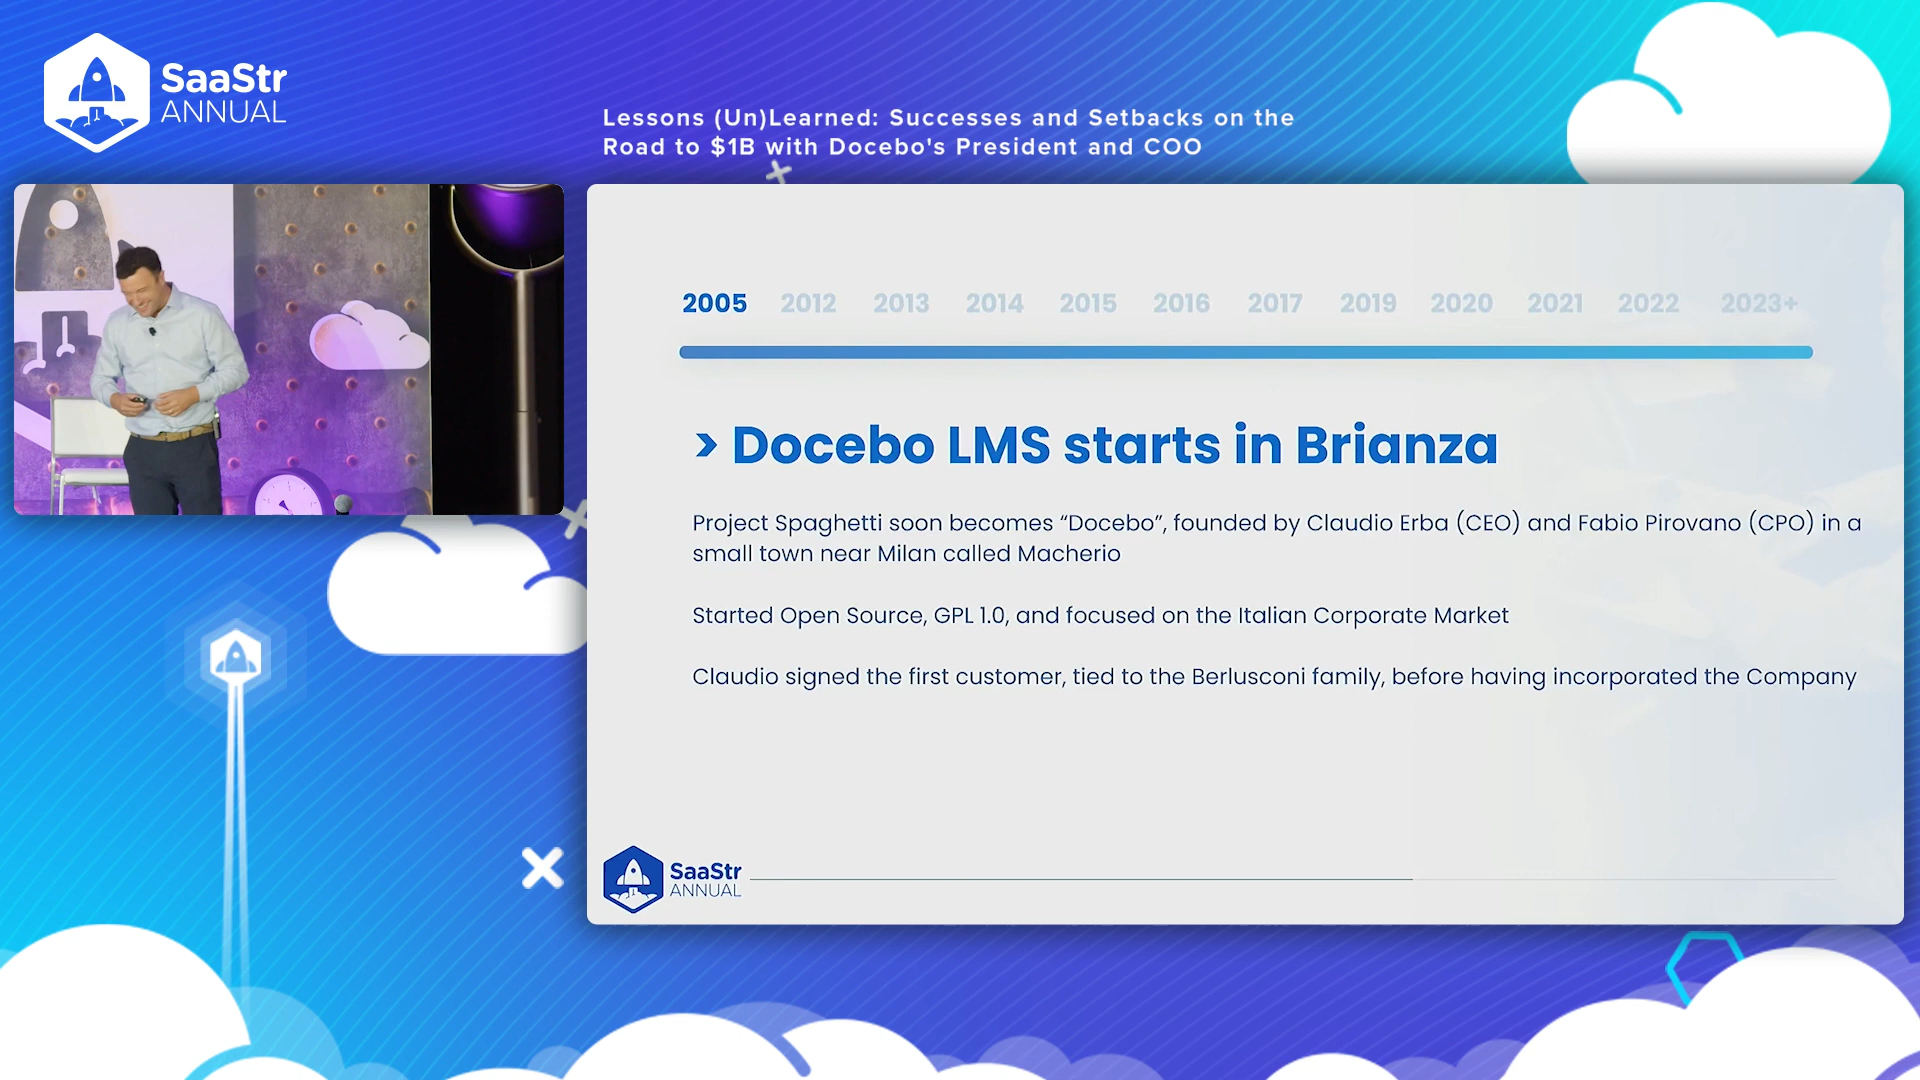 SaaStr
ANNUAL
Lessons (Un)Learned: Successes and Setbacks on the
Road to $1B with Docebo's President and COO
2005 2012 2013 2014 2015 2016 2017 2019 2020 2021 2022 2023+
> Docebo LMS starts in Brianza
Project Spaghetti soon becomes “Docebo”, founded by Claudio Erba (CEO) and Fabio Pirovano (CPO) in a
small town near Milan called Macherio
Started Open Source, GPL 1.0, and focused on the Italian Corporate Market
Claudio signed the first customer, tied to the Berlusconi family, before having incorporated the Company
SaaStr
ANNUAL